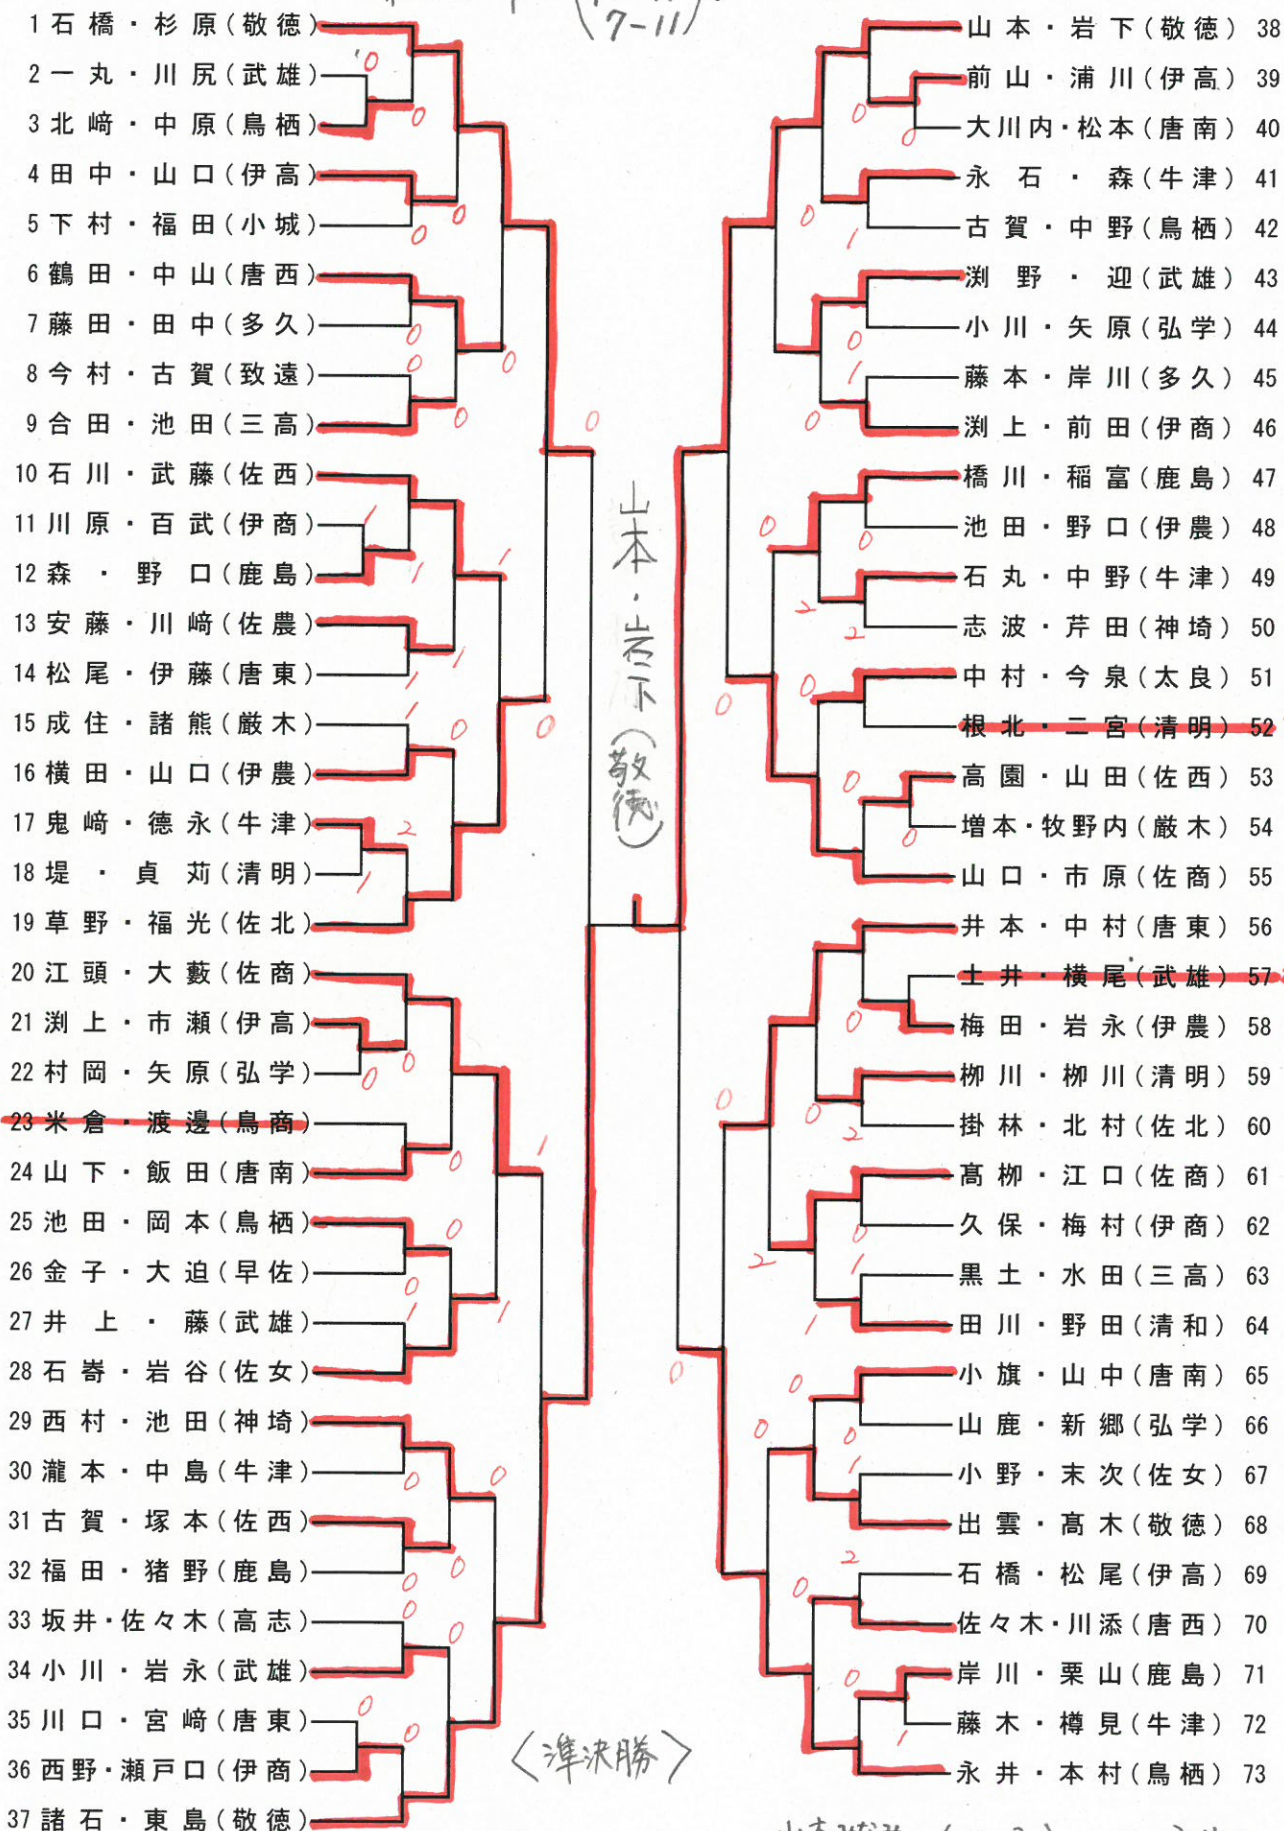 7-11
1 石橋・杉原(敬徳)
2 一丸・川尻(武雄)
3 北﨑・中原(鳥栖)
4 田中・山口(伊高)
5 下村・福田(小城)
6 鶴田・中山(唐西)
7 藤田・田中(多久)
8 今村・古賀(致遠)
9 合田・池田(三高)
10 石川・武藤(佐西)
11 川原・百武(伊商)
12 森・野口(鹿島)
13 安藤・川﨑(佐農)
14 松尾・伊藤(唐東)
15 成住・諸熊(厳木)
16 横田・山口(伊農)
17 鬼﨑・徳永(牛津)
18 堤・貞苅(清明)
19 草野・福光(佐北)
20 江頭・大藪(佐商)
21 渕上・市瀬(伊高)
22 村岡・矢原(弘学)
23 米倉・渡邊(鳥商)
24 山下・飯田(唐南)
25 池田・岡本(鳥栖)
26 金子・大迫(早佐)
27 井上・藤(武雄)
28 石嵜・岩谷(佐女)
29 西村・池田(神埼)
30 瀧本・中島(牛津)
31 古賀・塚本(佐西)
32 福田・猪野(鹿島)
33 坂井・佐々木(高志)
34 小川・岩永(武雄)
35 川口・宮﨑(唐東)
36 西野・瀬戸口(伊商)
37 諸石・東島(敬徳)
山本・岩下(敬徳)
〈準決勝〉
山本・岩下(敬徳) 38
前山・浦川(伊高) 39
大川内・松本(唐南) 40
永石・森(牛津) 41
古賀・中野(鳥栖) 42
渕野・迎(武雄) 43
小川・矢原(弘学) 44
藤本・岸川(多久) 45
渕上・前田(伊商) 46
橋川・稲富(鹿島) 47
池田・野口(伊農) 48
石丸・中野(牛津) 49
志波・芹田(神埼) 50
中村・今泉(太良) 51
根北・二宮(清明) 52
高園・山田(佐西) 53
増本・牧野内(厳木) 54
山口・市原(佐商) 55
井本・中村(唐東) 56
土井・横尾(武雄) 57
梅田・岩永(伊農) 58
栁川・栁川(清明) 59
掛林・北村(佐北) 60
髙栁・江口(佐商) 61
久保・梅村(伊商) 62
黒土・水田(三高) 63
田川・野田(清和) 64
小旗・山中(唐南) 65
山鹿・新郷(弘学) 66
小野・末次(佐女) 67
出雲・髙木(敬徳) 68
石橋・松尾(伊高) 69
佐々木・川添(唐西) 70
岸川・栗山(鹿島) 71
藤木・樽見(牛津) 72
永井・本村(鳥栖) 73